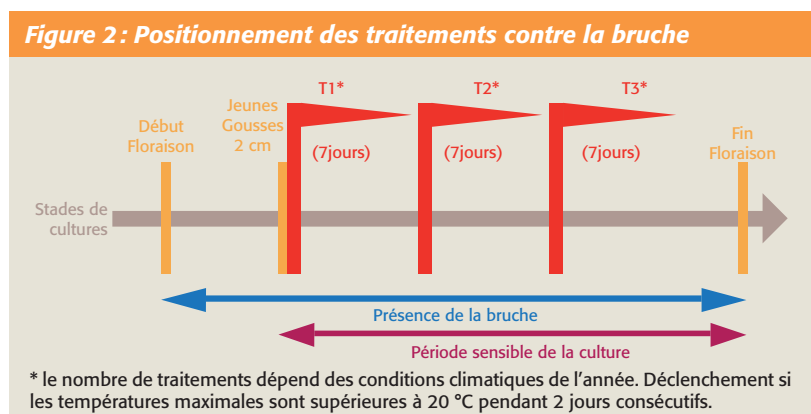 Figure 2 : Positionnement des traitements contre la bruche
T1*
T2*
T3*
Jeunes
Gousses
2 cm
Début
Floraison
(7jours)
(7jours)
(7jours)
Fin
Floraison
Stades de
cultures
Présence de la bruche
Période sensible de la culture
* le nombre de traitements dépend des conditions climatiques de l’année. Déclenchement si
les températures maximales sont supérieures à 20 °C pendant 2 jours consécutifs.